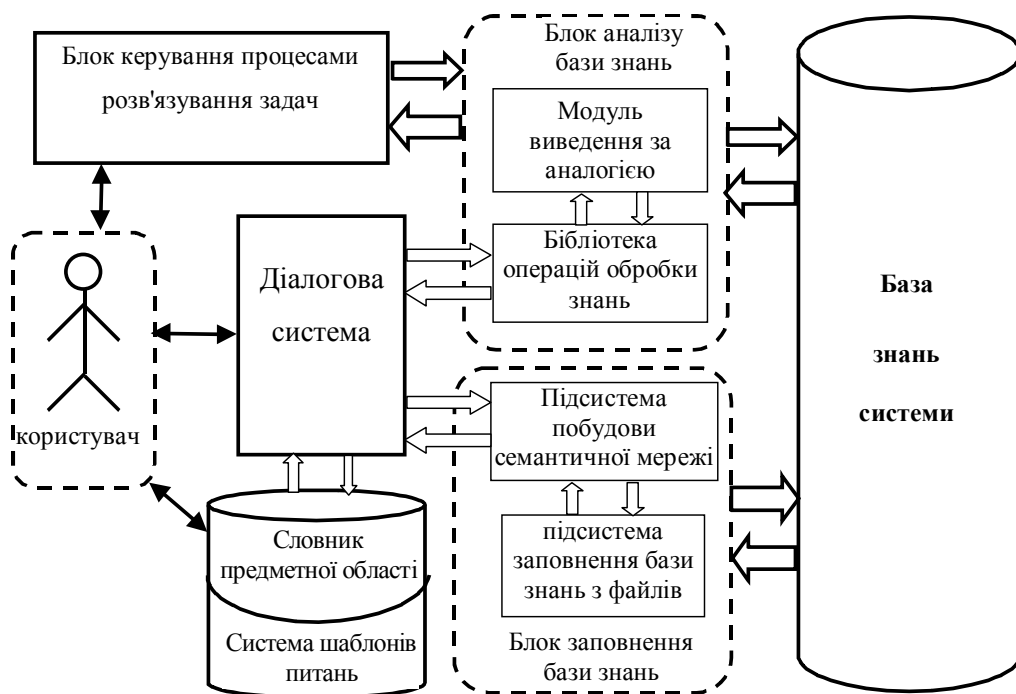 Блок керування процесами
розв'язування задач
Блок аналізу
бази знань
Модуль
виведення за
аналогією
Бібліотека
операцій обробки
знань
Діалогова
система
База
знань
системи
користувач
Підсистема
побудови
семантичної мережі
підсистема
заповнення бази
знань з файлів
Блок заповнення
бази знань
Словник
предметної області
Система шаблонів
питань